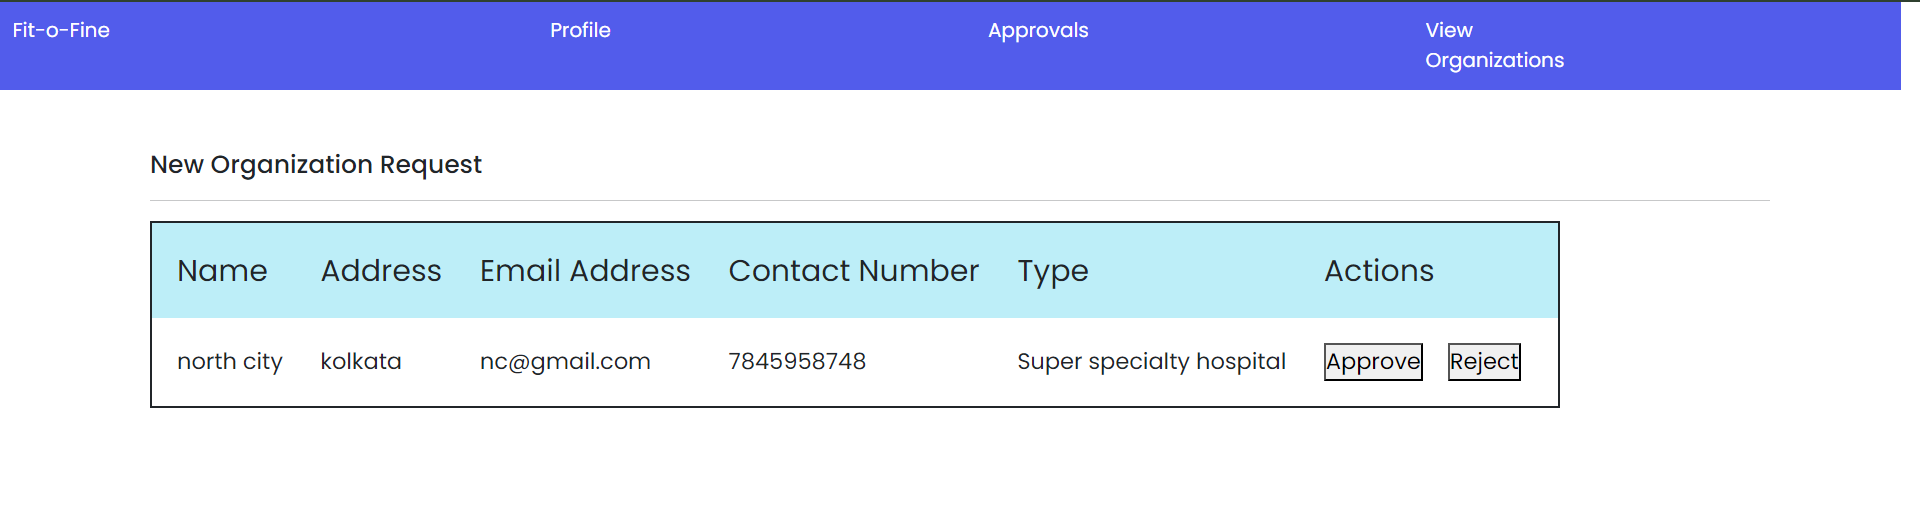 Fit-o-Fine Profile Approvals View
Organizations
New Organization Request
Name Address Email Address Contact Number Type Actions
north city kolkata nc@gmail.com 7845958748 Super specialty hospital Approve Reject